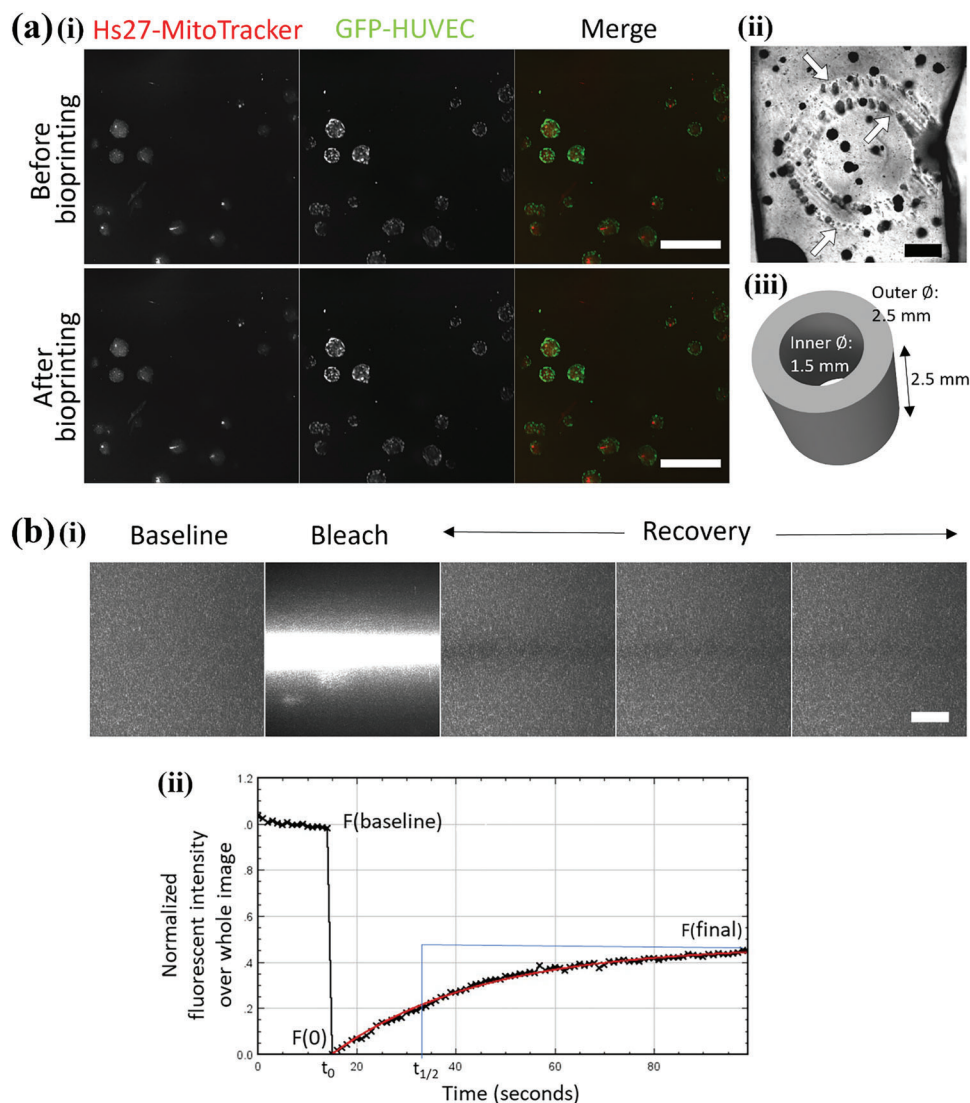 (a) (i) Hs27-MitoTracker GFP-HUVEC Merge (ii)
Before
bioprinting
After
bioprinting
(iii)
Outer Ø:
2.5 mm
Inner Ø:
1.5 mm
2.5 mm
(b) (i) Baseline Bleach Recovery
(ii)
Normalized
fluorescent intensity
over whole image
1.2
.0
.8
.6
.4
.2
0.0
F(baseline)
F(final)
F(0)
0 t0 20 t1/2 40 60 80
Time (seconds)